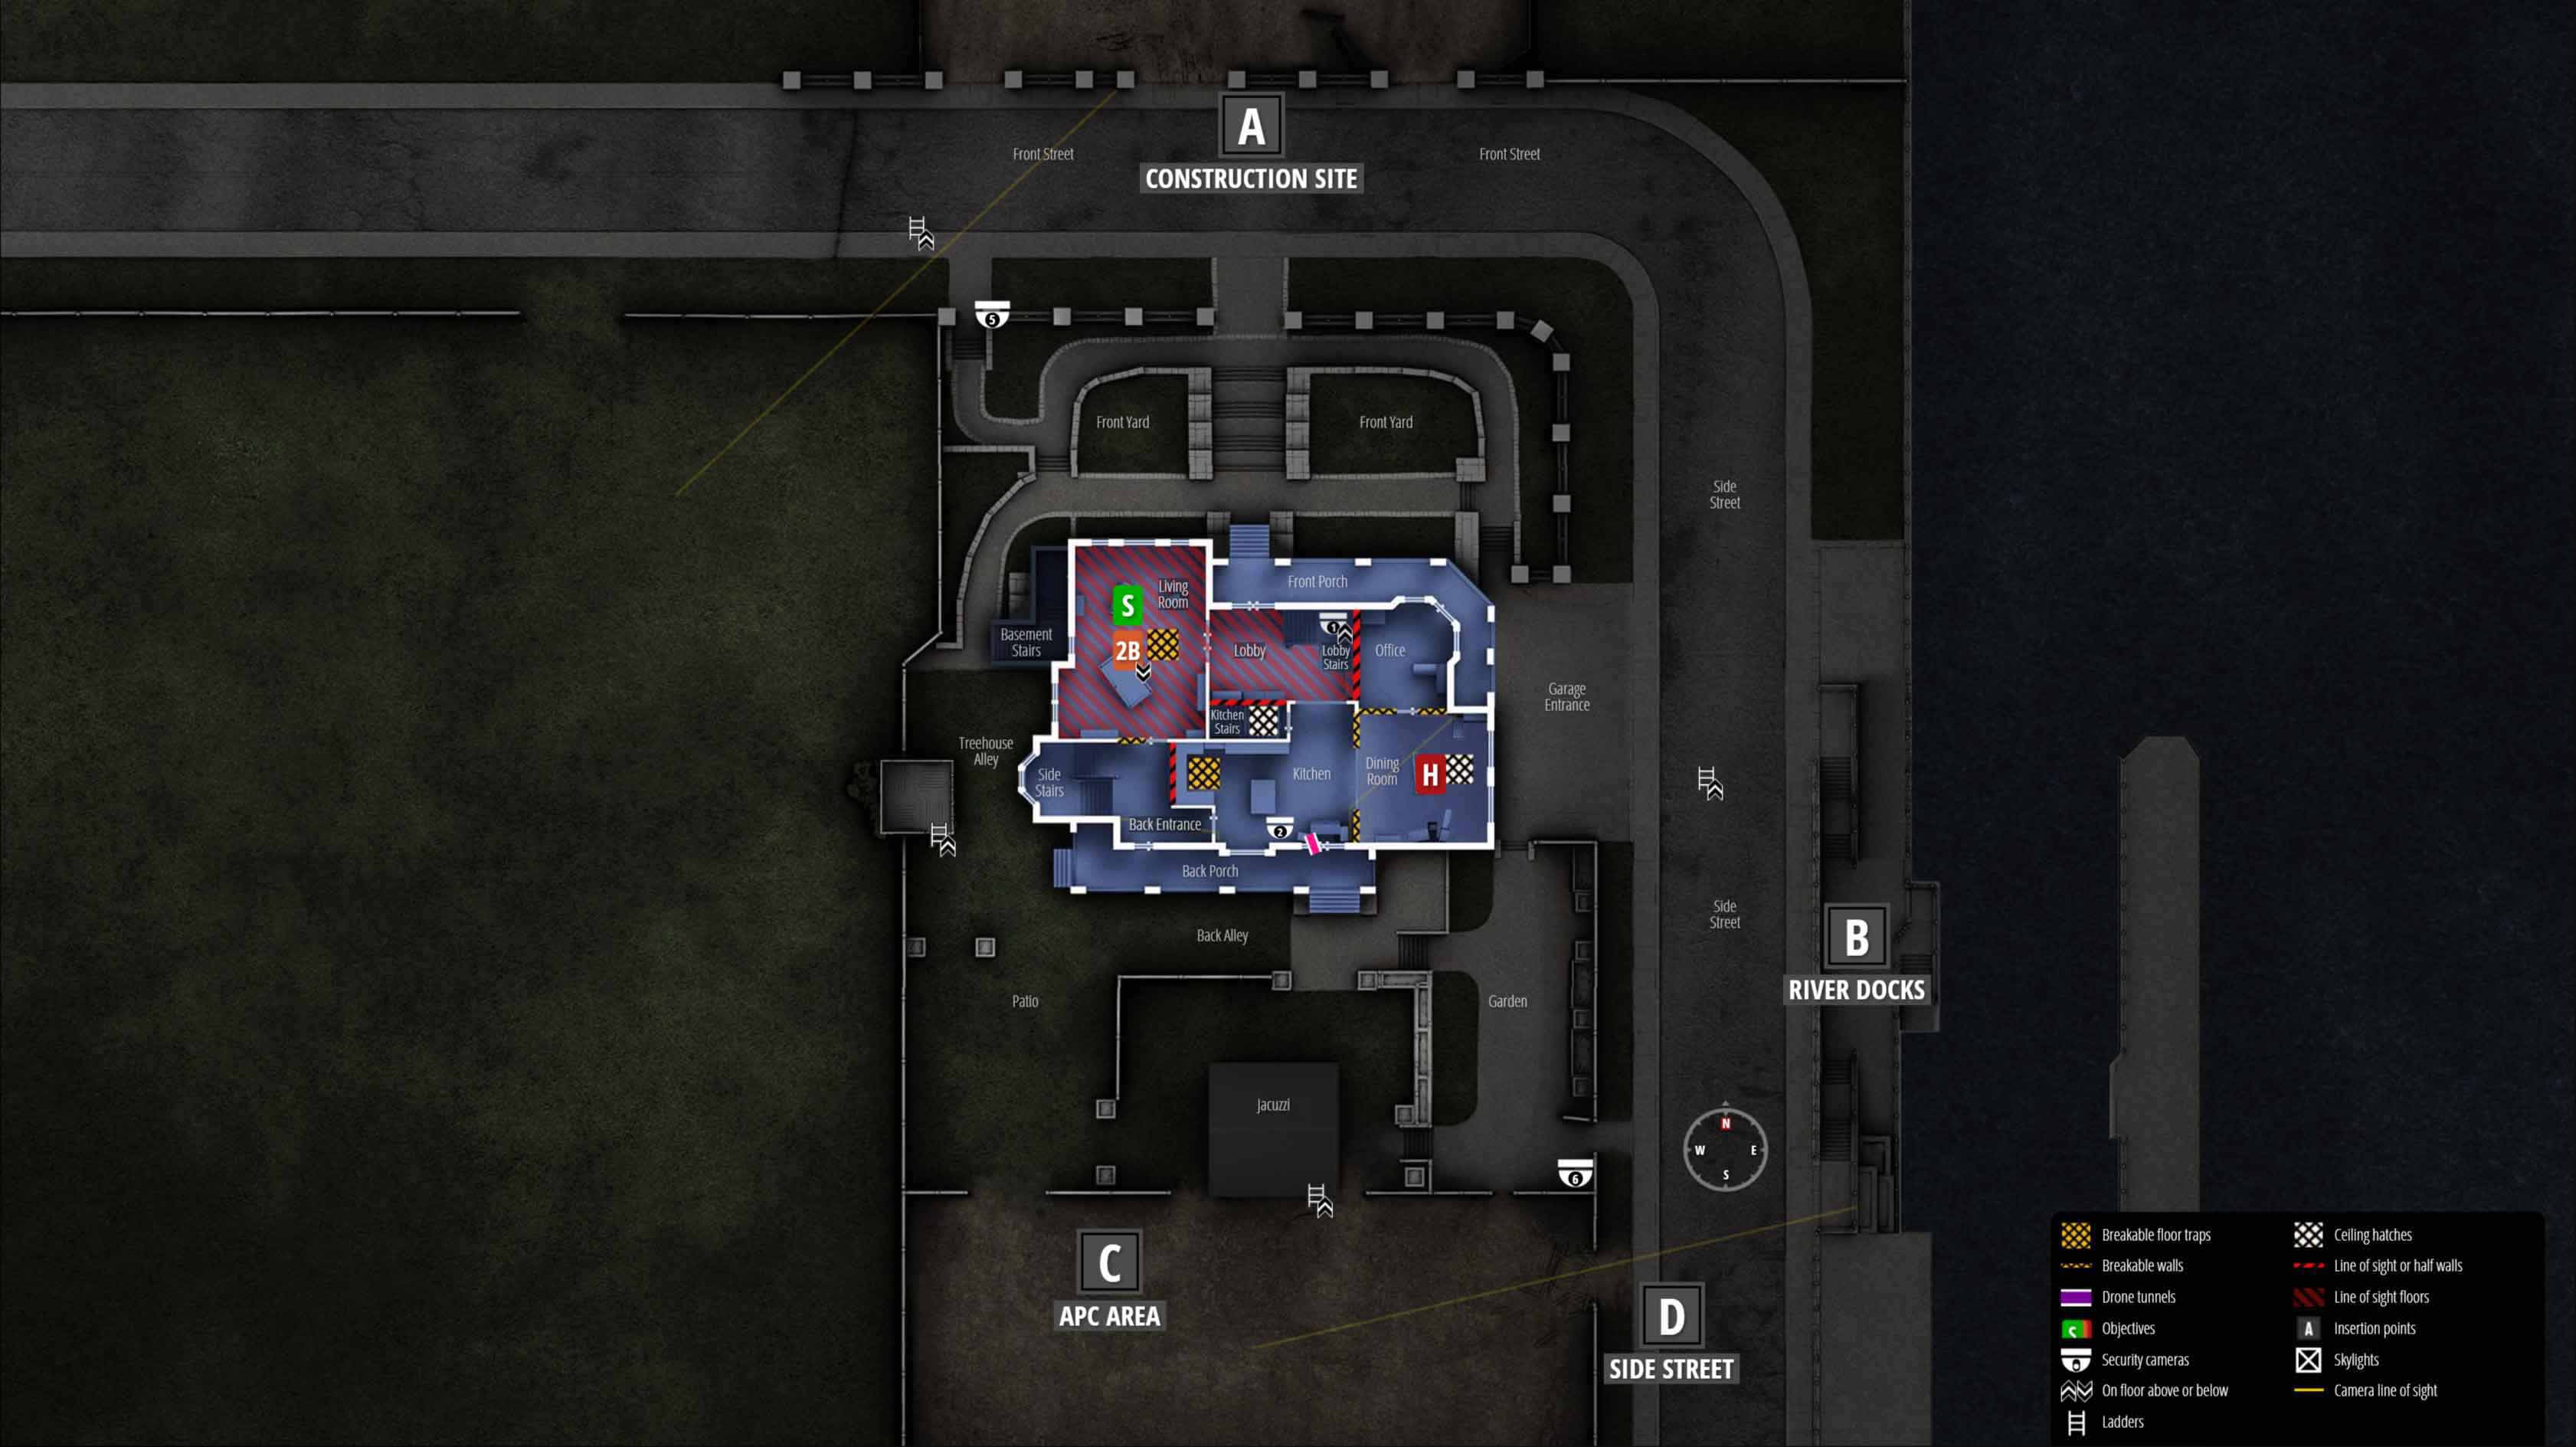 A
CONSTRUCTION SITE
Front Street
Front Street
5
Front Yard
Front Yard
Side
Street
Front Porch
Living
Room
S
2B
Basement
Stairs
Lobby
1
Lobby
Stairs
Office
Garage
Entrance
Kitchen
Stairs
Treehouse
Alley
Side
Stairs
Kitchen
Dining
Room
H
Back Entrance
2
Back Porch
Side
Street
Back Alley
B
RIVER DOCKS
Patio
Garden
Jacuzzi
6
N
W
E
S
C
APC AREA
D
SIDE STREET
Breakable floor traps
Breakable walls
Drone tunnels
Objectives
Security cameras
On floor above or below
Ladders
Ceiling hatches
Line of sight or half walls
Line of sight floors
A
Insertion points
Skylights
Camera line of sight